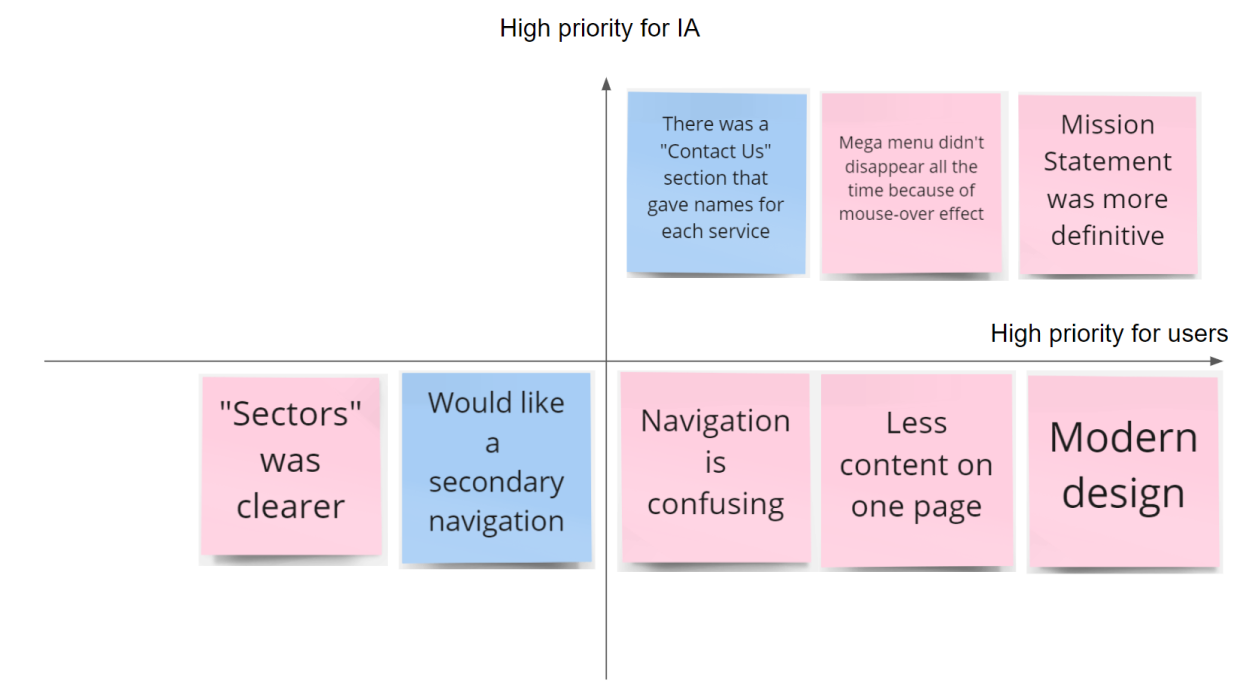 High priority for IA
There was a
"Contact Us"
section that
gave names for
each service
Mega menu didn't
disappear all the
time because of
mouse-over effect
Mission
Statement
was more
definitive
High priority for users
"Sectors"
was
clearer
Would like
a
secondary
navigation
Navigation
is
confusing
Less
content on
one page
Modern
design